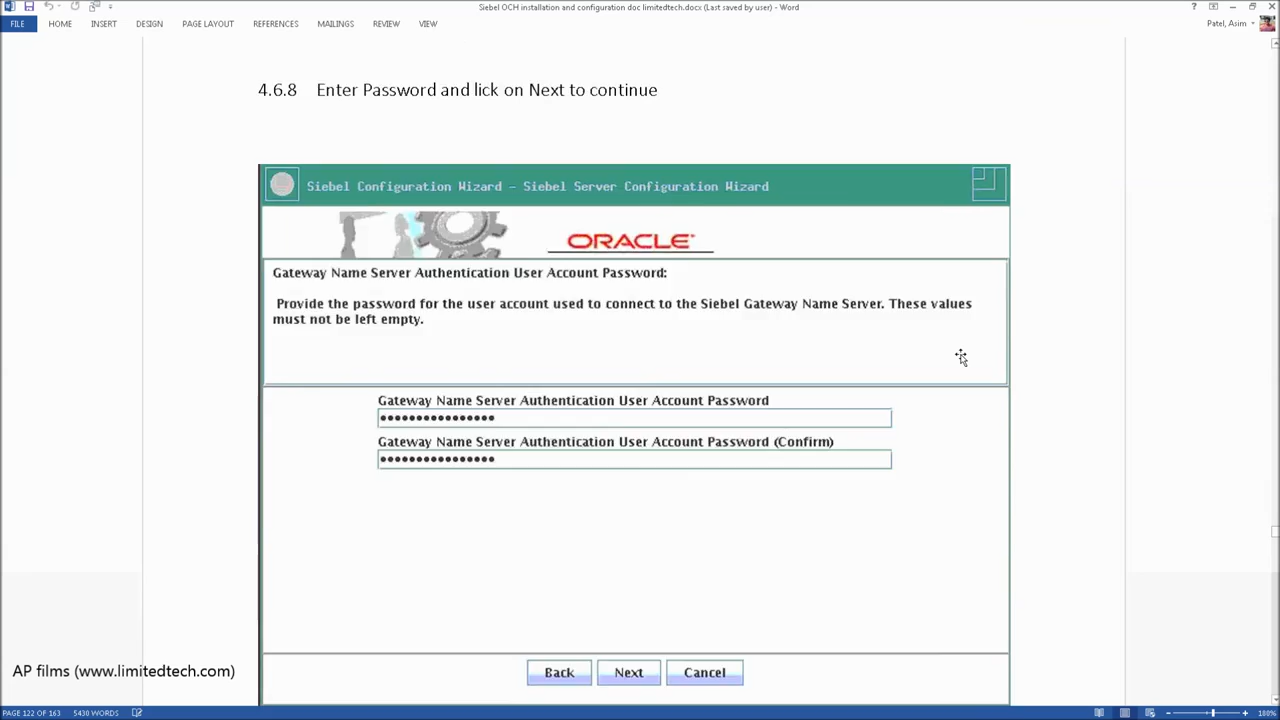 Siebel OCH installation and configuration doc limitedtech.docx (Last saved by user) - Word
FILE HOME INSERT DESIGN PAGE LAYOUT REFERENCES MAILINGS REVIEW VIEW
Patel, Asim
4.6.8 Enter Password and lick on Next to continue
Siebel Configuration Wizard - Siebel Server Configuration Wizard
ORACLE
Gateway Name Server Authentication User Account Password:
Provide the password for the user account used to connect to the Siebel Gateway Name Server. These values
must not be left empty.
Gateway Name Server Authentication User Account Password
Gateway Name Server Authentication User Account Password (Confirm)
Back Next Cancel
AP films (www.limitedtech.com)
PAGE 122 OF 163 5430 WORDS
180%